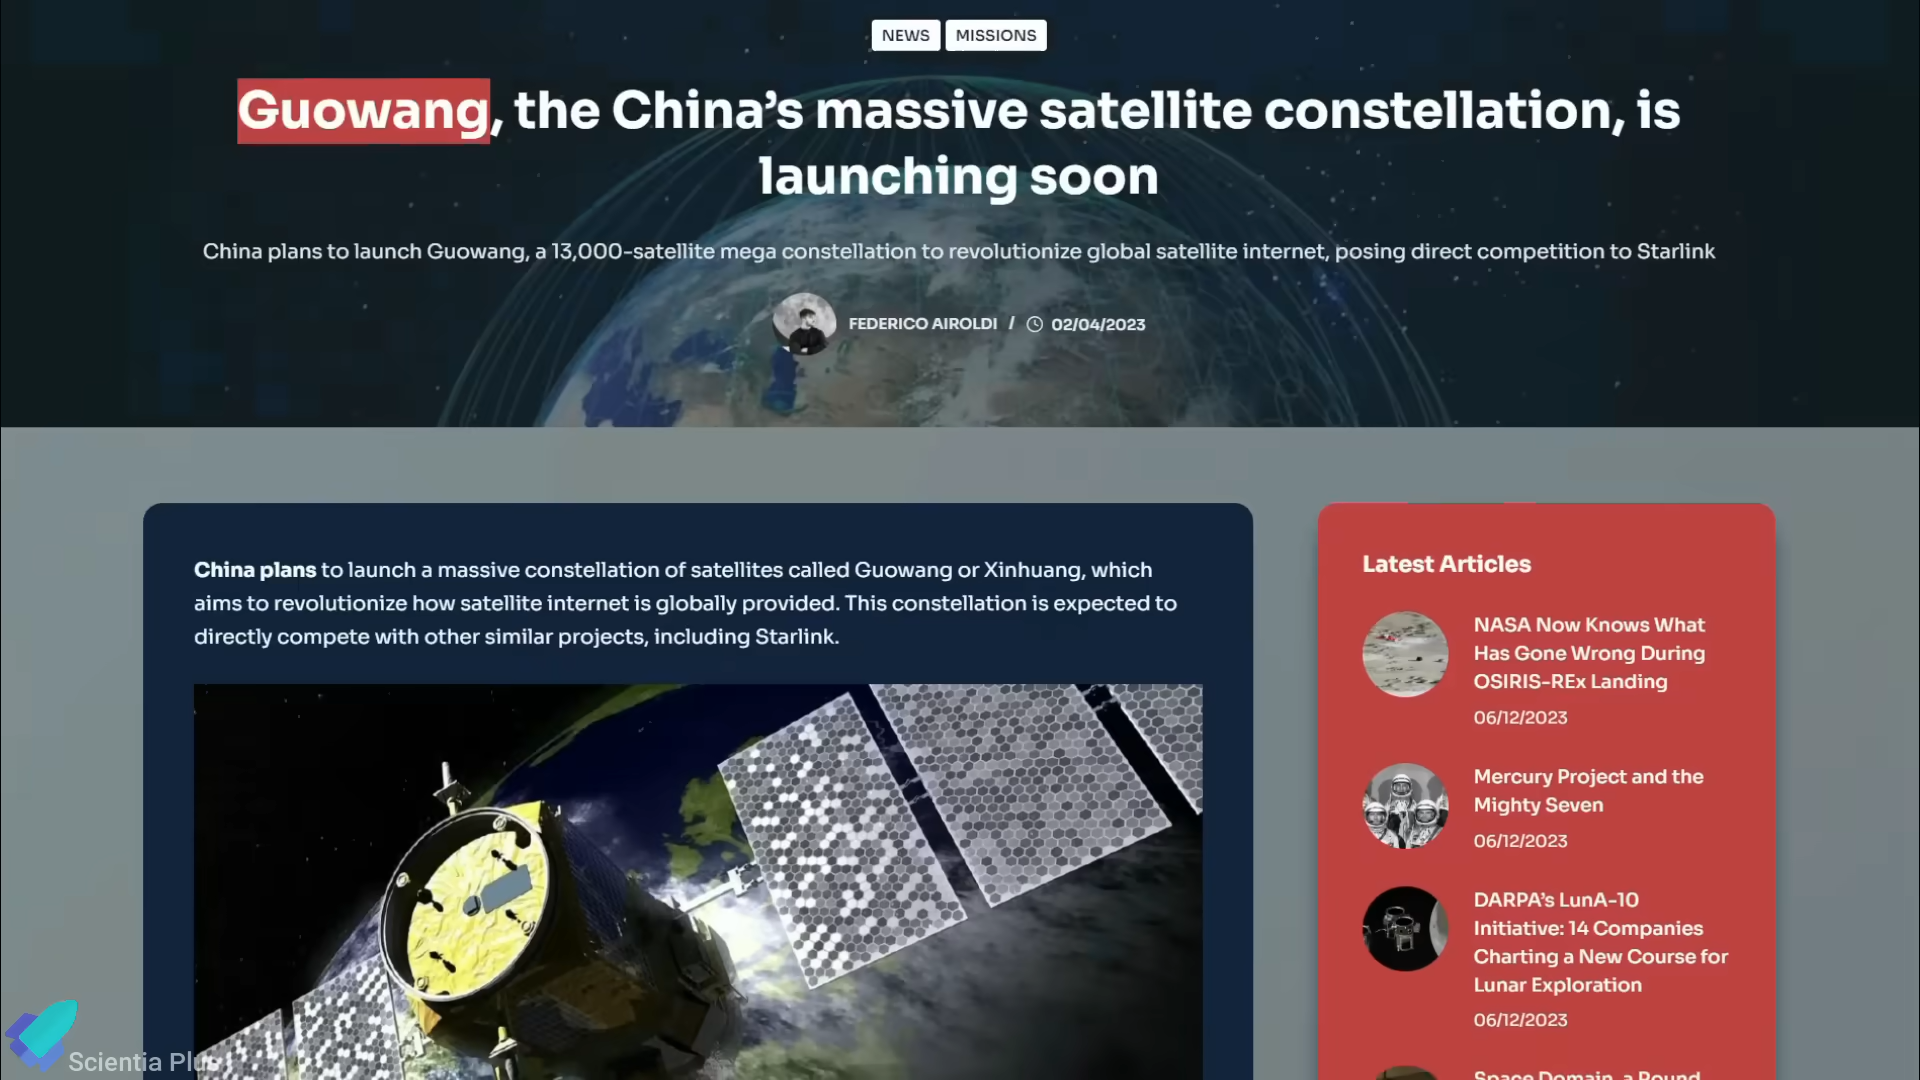 NEWS MISSIONS
Guowang, the China's massive satellite constellation, is
launching soon
China plans to launch Guowang, a 13,000-satellite mega constellation to revolutionize global satellite internet, posing direct competition to Starlink
FEDERICO AIROLDI / 02/04/2023
China plans to launch a massive constellation of satellites called Guowang or Xinhuang, which
aims to revolutionize how satellite internet is globally provided. This constellation is expected to
directly compete with other similar projects, including Starlink.
Latest Articles
NASA Now Knows What
Has Gone Wrong During
OSIRIS-REx Landing
06/12/2023
Mercury Project and the
Mighty Seven
06/12/2023
DARPA's LunA-10
Initiative: 14 Companies
Charting a New Course for
Lunar Exploration
06/12/2023
Space Domain, a Round
Scientia Plus